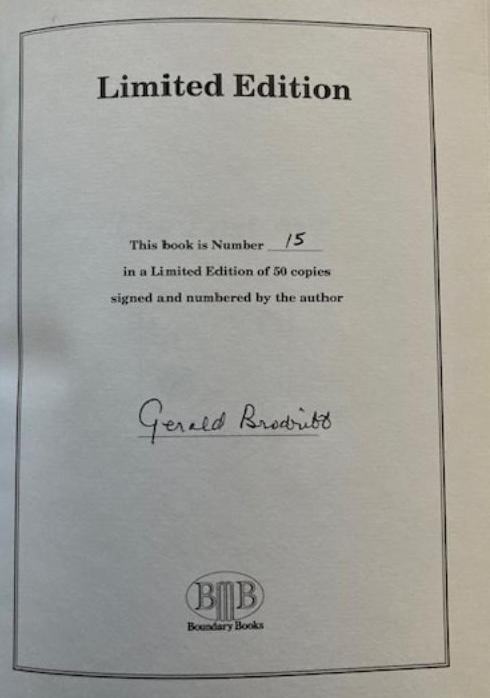 Limited Edition
This book is Number 15
in a Limited Edition of 50 copies
signed and numbered by the author
Gerald Brodribb
BB
Boundary Books